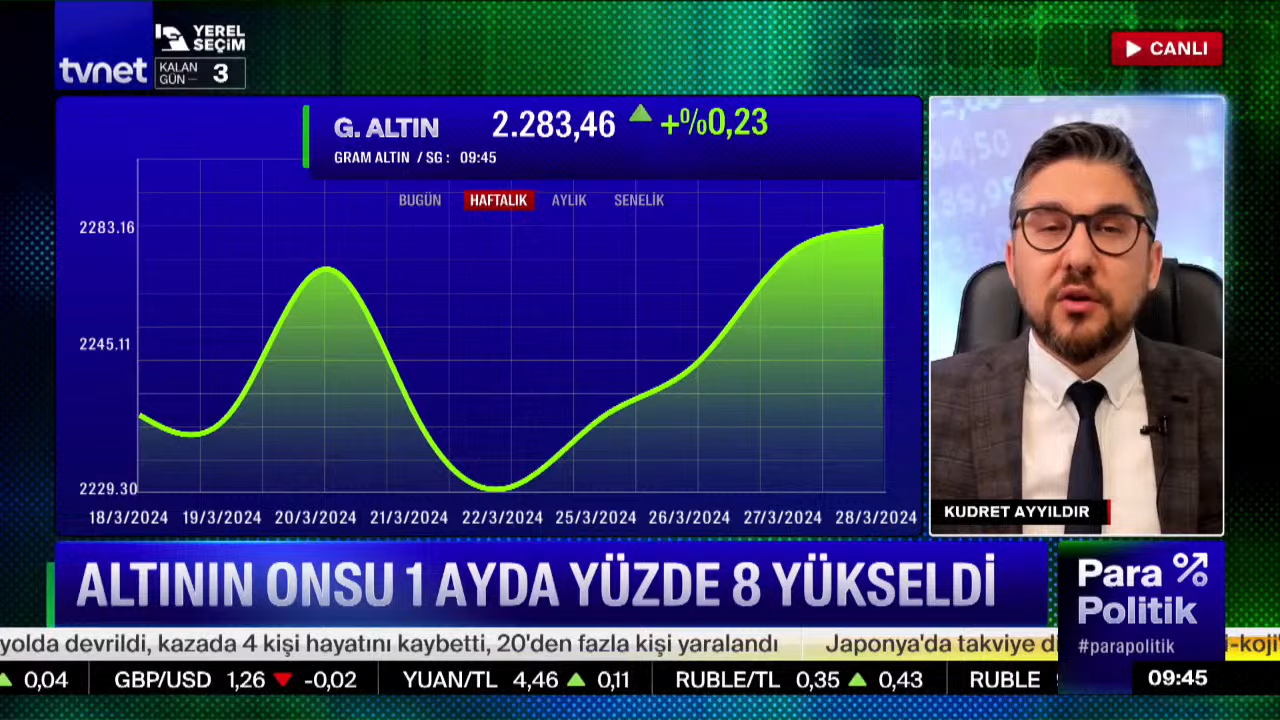 tvnet
YEREL
SEÇİM
KALAN
GÜN
3
CANLI
G. ALTIN 2.283,46 +%0,23
GRAM ALTIN / SG : 09:45
BUGÜN HAFTALIK AYLIK SENELİK
2283.16
2245.11
2229.30
18/3/2024 19/3/2024 20/3/2024 21/3/2024 22/3/2024 25/3/2024 26/3/2024 27/3/2024 28/3/2024
KUDRET AYYILDIR
ALTININ ONSU 1 AYDA YÜZDE 8 YÜKSELDİ
Para %
Politik
#parapolitik
yolda devrildi, kazada 4 kişi hayatını kaybetti, 20'den fazla kişi yaralandı Japonya'da takviye
0,04 GBP/USD 1,26 -0,02 YUAN/TL 4,46 0,11 RUBLE/TL 0,35 0,43 RUBLE
09:45